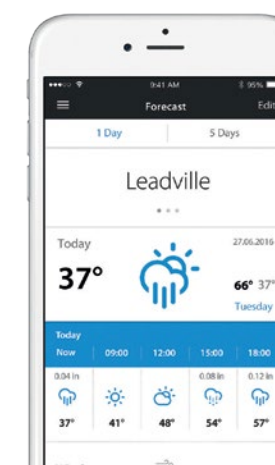 9:41 AM 95%
Forecast Edit
1 Day 5 Days
Leadville
Today 27.06.2016
37° 66° 37°
Tuesday
Today
Now 09:00 12:00 15:00 18:00
0.04 in 0.08 in 0.12 in
37° 41° 48° 54° 57°